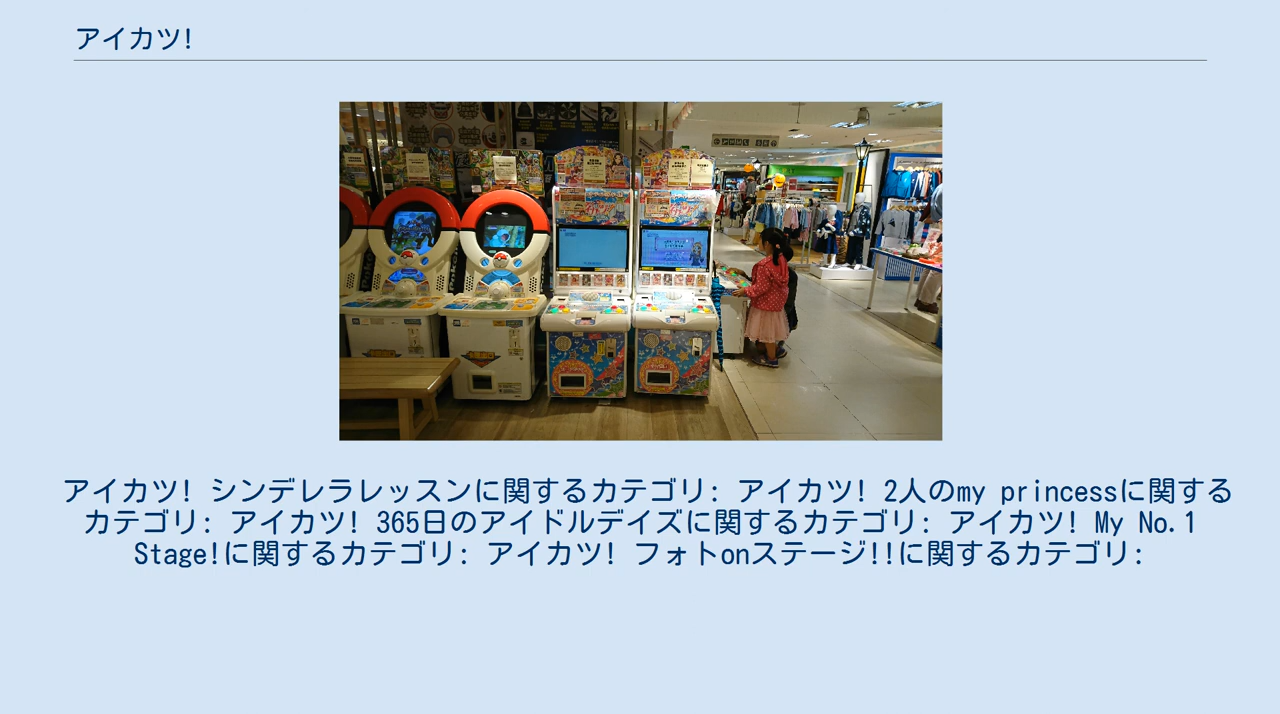 アイカツ!
アイカツ! シンデレラレッスンに関するカテゴリ: アイカツ! 2人のmy princessに関する
カテゴリ: アイカツ! 365日のアイドルデイズに関するカテゴリ: アイカツ! My No.1
Stage!に関するカテゴリ: アイカツ! フォトonステージ!!に関するカテゴリ: